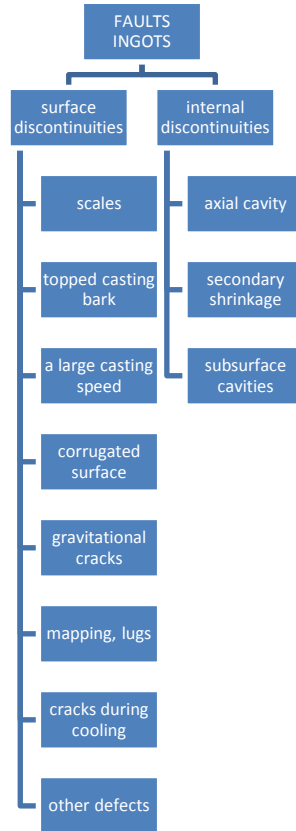 FAULTS
INGOTS
surface
discontinuities
internal
discontinuities
scales
axial cavity
topped casting
bark
secondary
shrinkage
a large casting
speed
subsurface
cavities
corrugated
surface
gravitational
cracks
mapping, lugs
cracks during
cooling
other defects